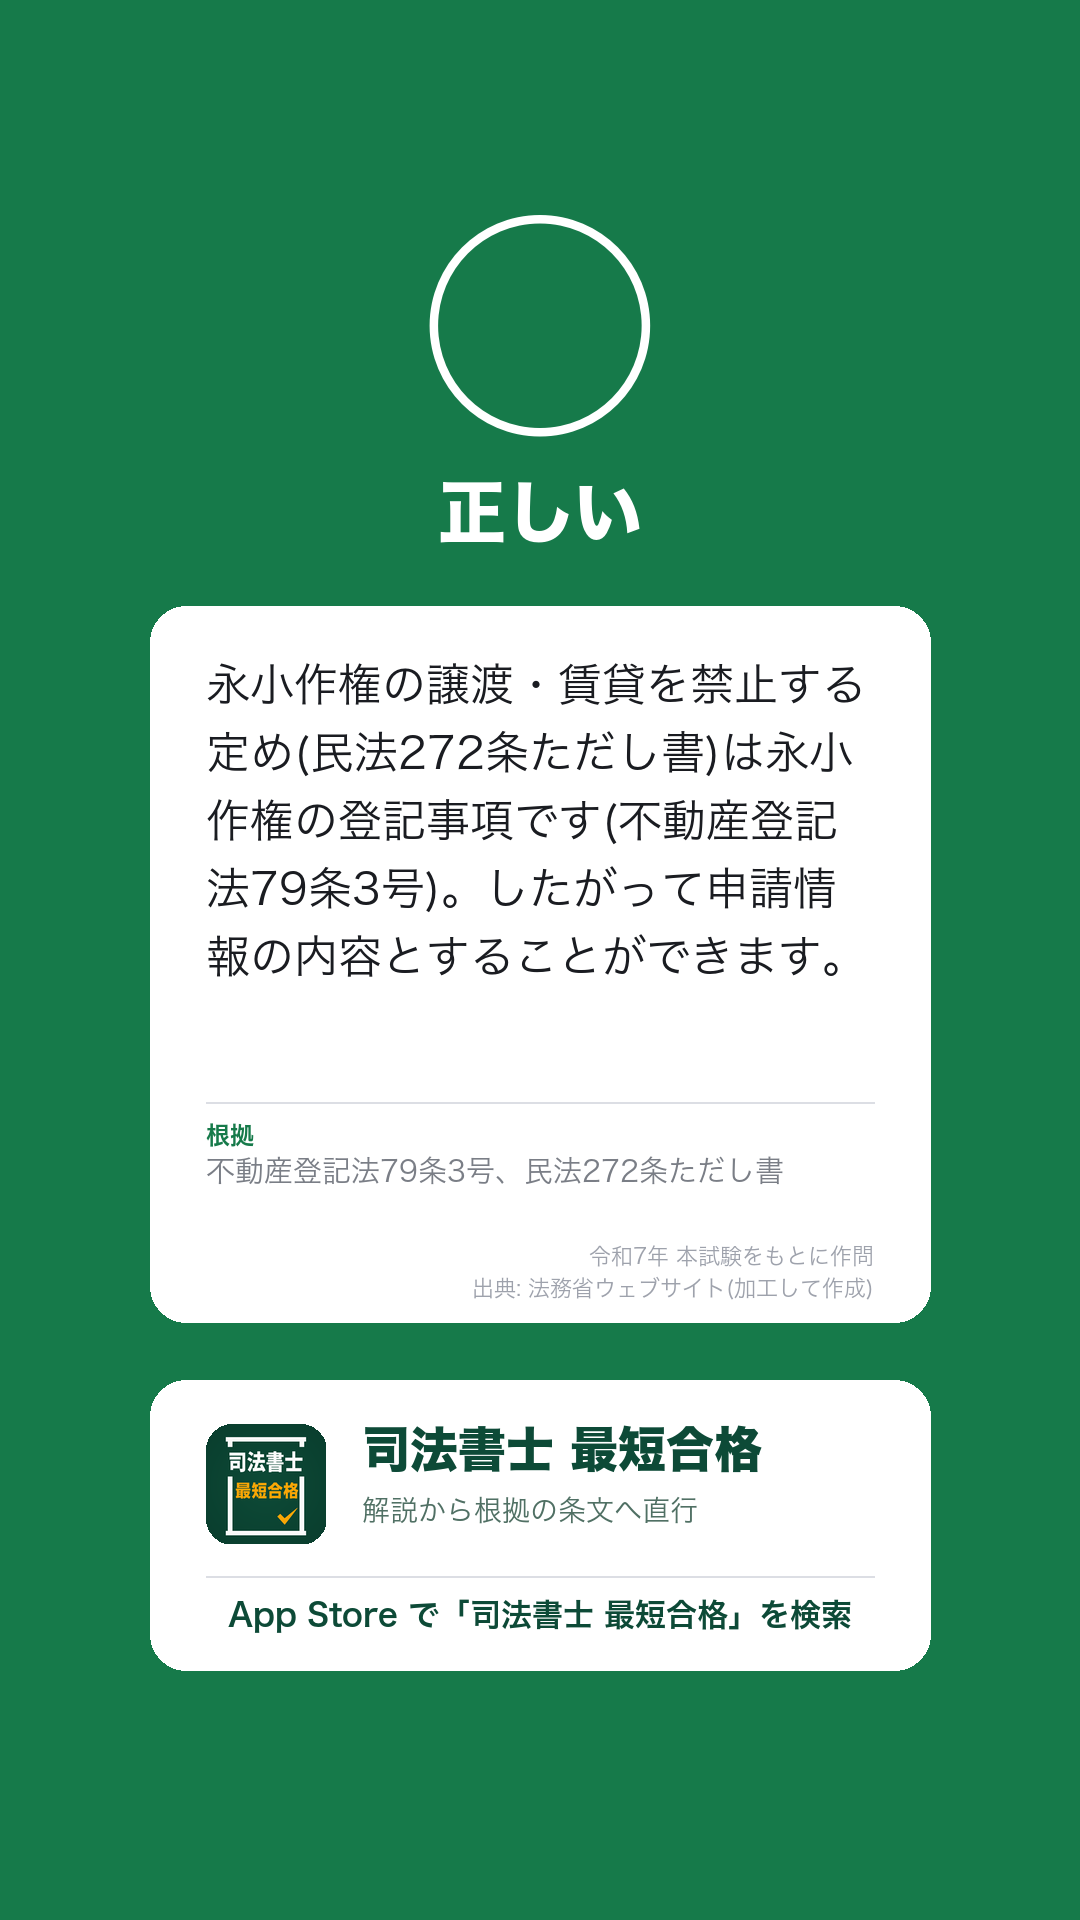 正しい
永小作権の譲渡・賃貸を禁止する
定め(民法272条ただし書)は永小
作権の登記事項です(不動産登記
法79条3号)。したがって申請情
報の内容とすることができます。
根拠
不動産登記法79条3号、民法272条ただし書
令和7年 本試験をもとに作問
出典: 法務省ウェブサイト(加工して作成)
司法書士
最短合格
司法書士 最短合格
解説から根拠の条文へ直行
App Store で「司法書士 最短合格」を検索